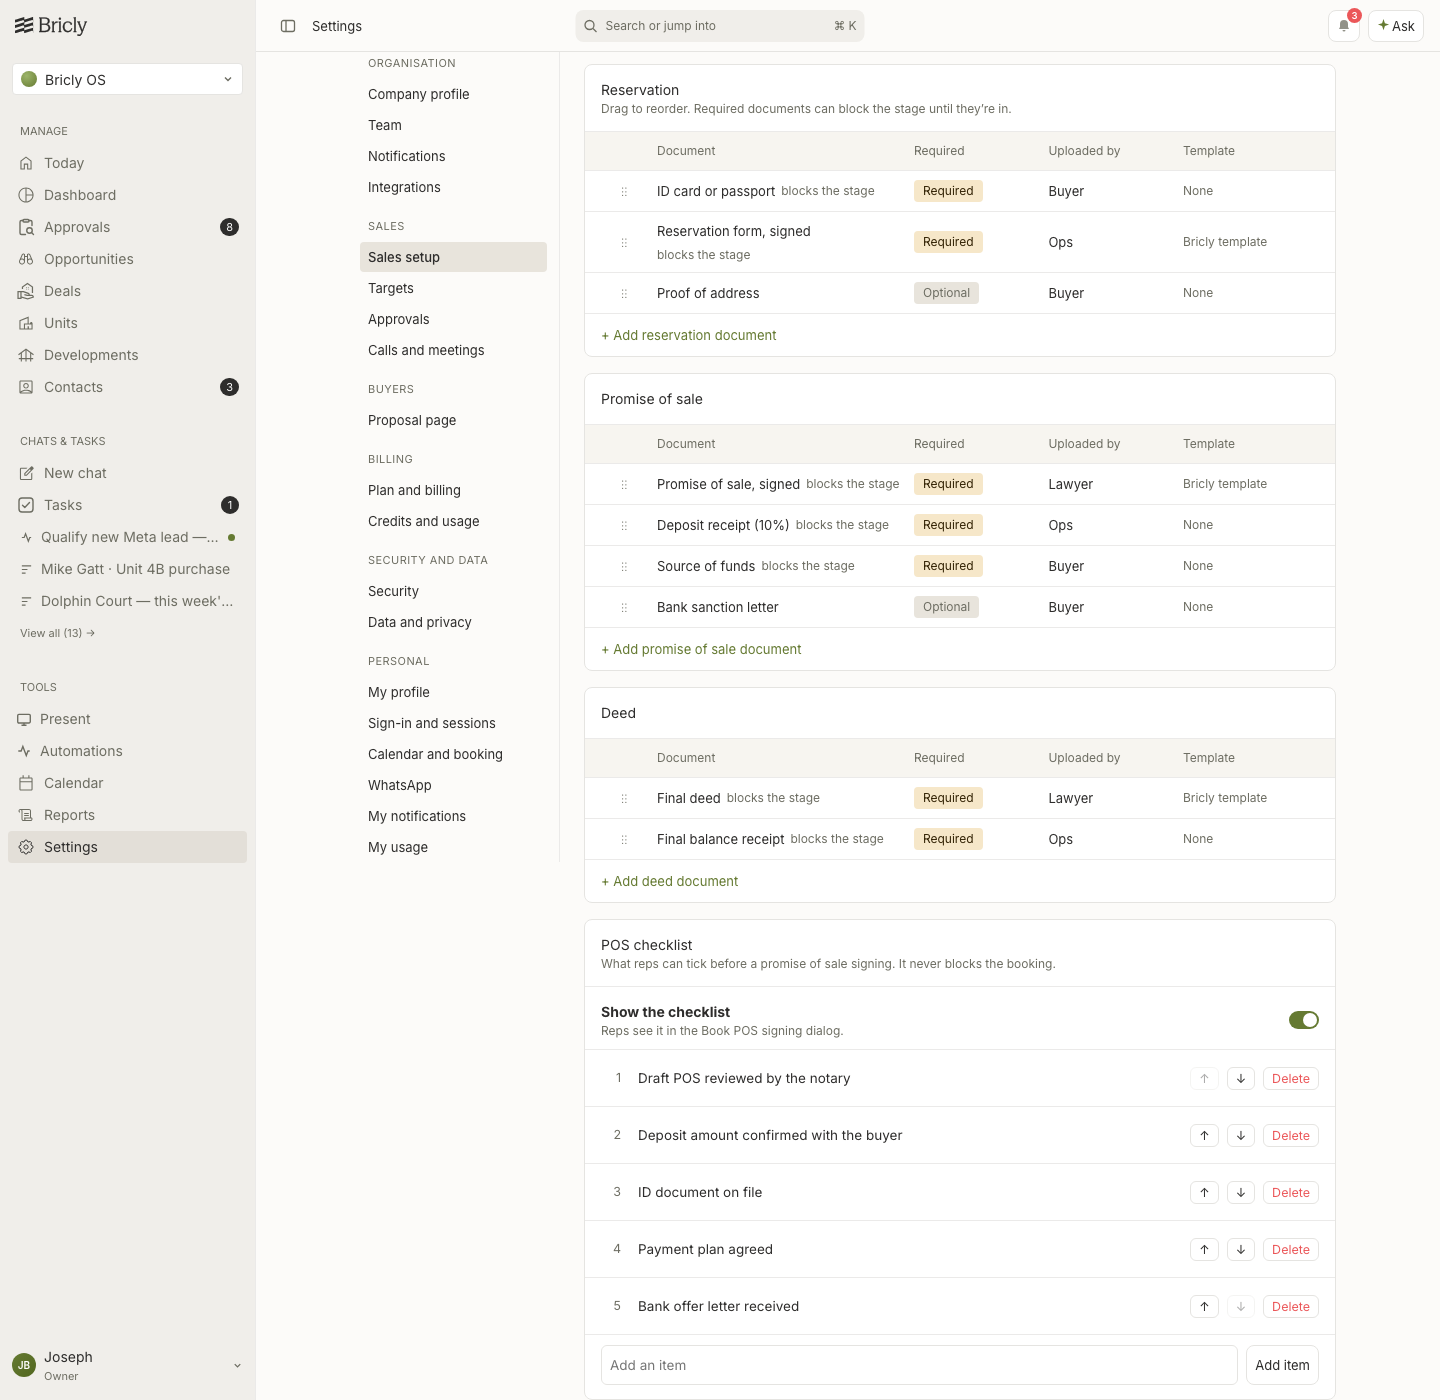 Bricly
Bricly OS
MANAGE
Today
Dashboard
Approvals 8
Opportunities
Deals
Units
Developments
Contacts 3
CHATS & TASKS
New chat
Tasks 1
Qualify new Meta lead —...
Mike Gatt · Unit 4B purchase
Dolphin Court — this week'...
View all (13) →
TOOLS
Present
Automations
Calendar
Reports
Settings
JB Joseph
Owner
Settings
Search or jump into ⌘ K
3
Ask
ORGANISATION
Company profile
Team
Notifications
Integrations
SALES
Sales setup
Targets
Approvals
Calls and meetings
BUYERS
Proposal page
BILLING
Plan and billing
Credits and usage
SECURITY AND DATA
Security
Data and privacy
PERSONAL
My profile
Sign-in and sessions
Calendar and booking
WhatsApp
My notifications
My usage
Reservation
Drag to reorder. Required documents can block the stage until they’re in.
Document Required Uploaded by Template
ID card or passport blocks the stage Required Buyer None
Reservation form, signed
blocks the stage Required Ops Bricly template
Proof of address Optional Buyer None
+ Add reservation document
Promise of sale
Document Required Uploaded by Template
Promise of sale, signed blocks the stage Required Lawyer Bricly template
Deposit receipt (10%) blocks the stage Required Ops None
Source of funds blocks the stage Required Buyer None
Bank sanction letter Optional Buyer None
+ Add promise of sale document
Deed
Document Required Uploaded by Template
Final deed blocks the stage Required Lawyer Bricly template
Final balance receipt blocks the stage Required Ops None
+ Add deed document
POS checklist
What reps can tick before a promise of sale signing. It never blocks the booking.
Show the checklist
Reps see it in the Book POS signing dialog.
1 Draft POS reviewed by the notary ↑ ↓ Delete
2 Deposit amount confirmed with the buyer ↑ ↓ Delete
3 ID document on file ↑ ↓ Delete
4 Payment plan agreed ↑ ↓ Delete
5 Bank offer letter received ↑ ↓ Delete
Add an item Add item